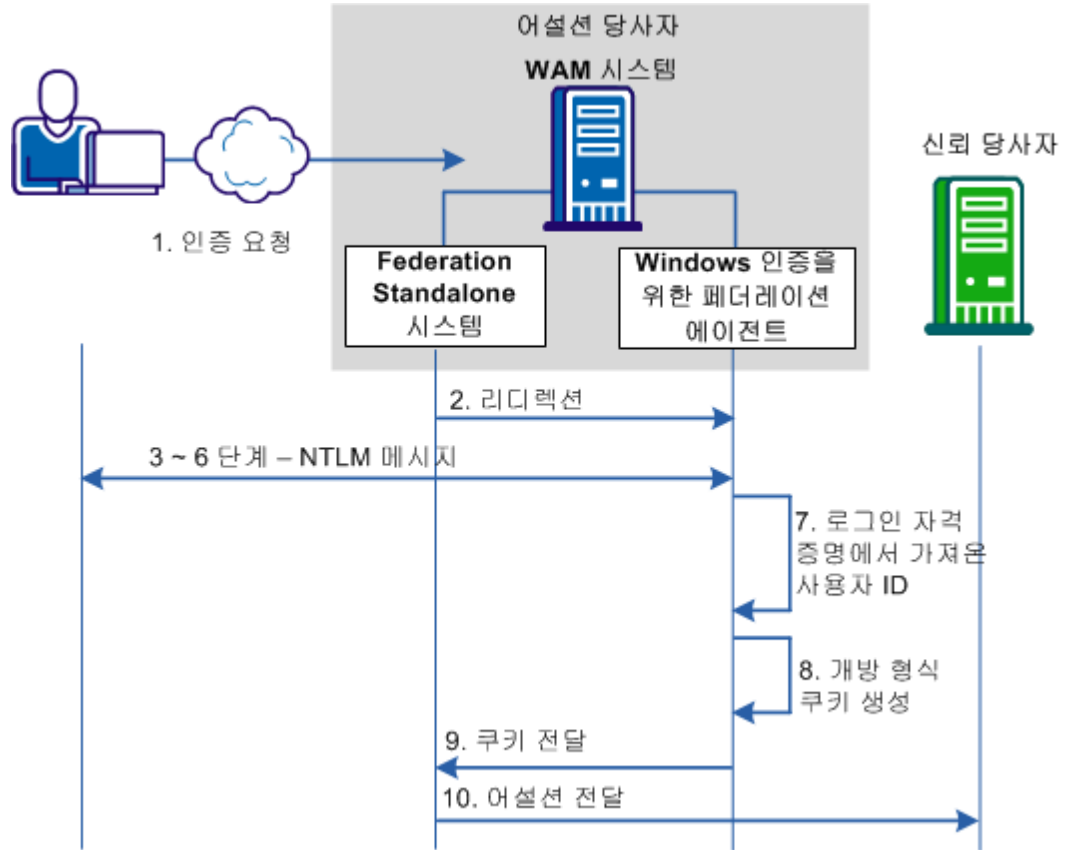 어설션 당사자
WAM 시스템
신뢰 당사자
1. 인증 요청
Federation
Standalone
시스템
Windows 인증을
위한 페더레이션
에이전트
2. 리디렉션
3 ~ 6 단계 – NTLM 메시지
7. 로그인 자격
증명에서 가져온
사용자 ID
8. 개방 형식
쿠키 생성
9. 쿠키 전달
10. 어설션 전달